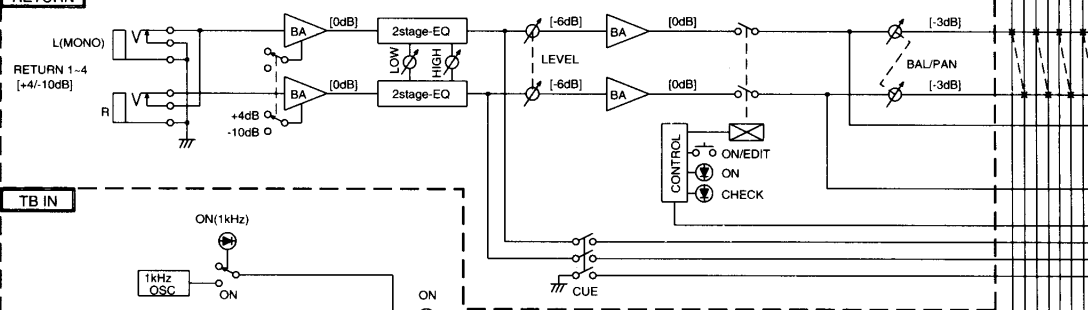 RETURN
L(MONO)
RETURN 1~4
[+4/-10dB]
R
BA
[0dB]
2stage-EQ
[-6dB]
BA
[0dB]
[-3dB]
LOW
HIGH
LEVEL
BAL/PAN
BA
[0dB]
2stage-EQ
[-6dB]
BA
[0dB]
[-3dB]
+4dB
-10dB
CONTROL
ON/EDIT
ON
CHECK
TB IN
ON(1kHz)
1kHz
OSC
ON
CUE
ON